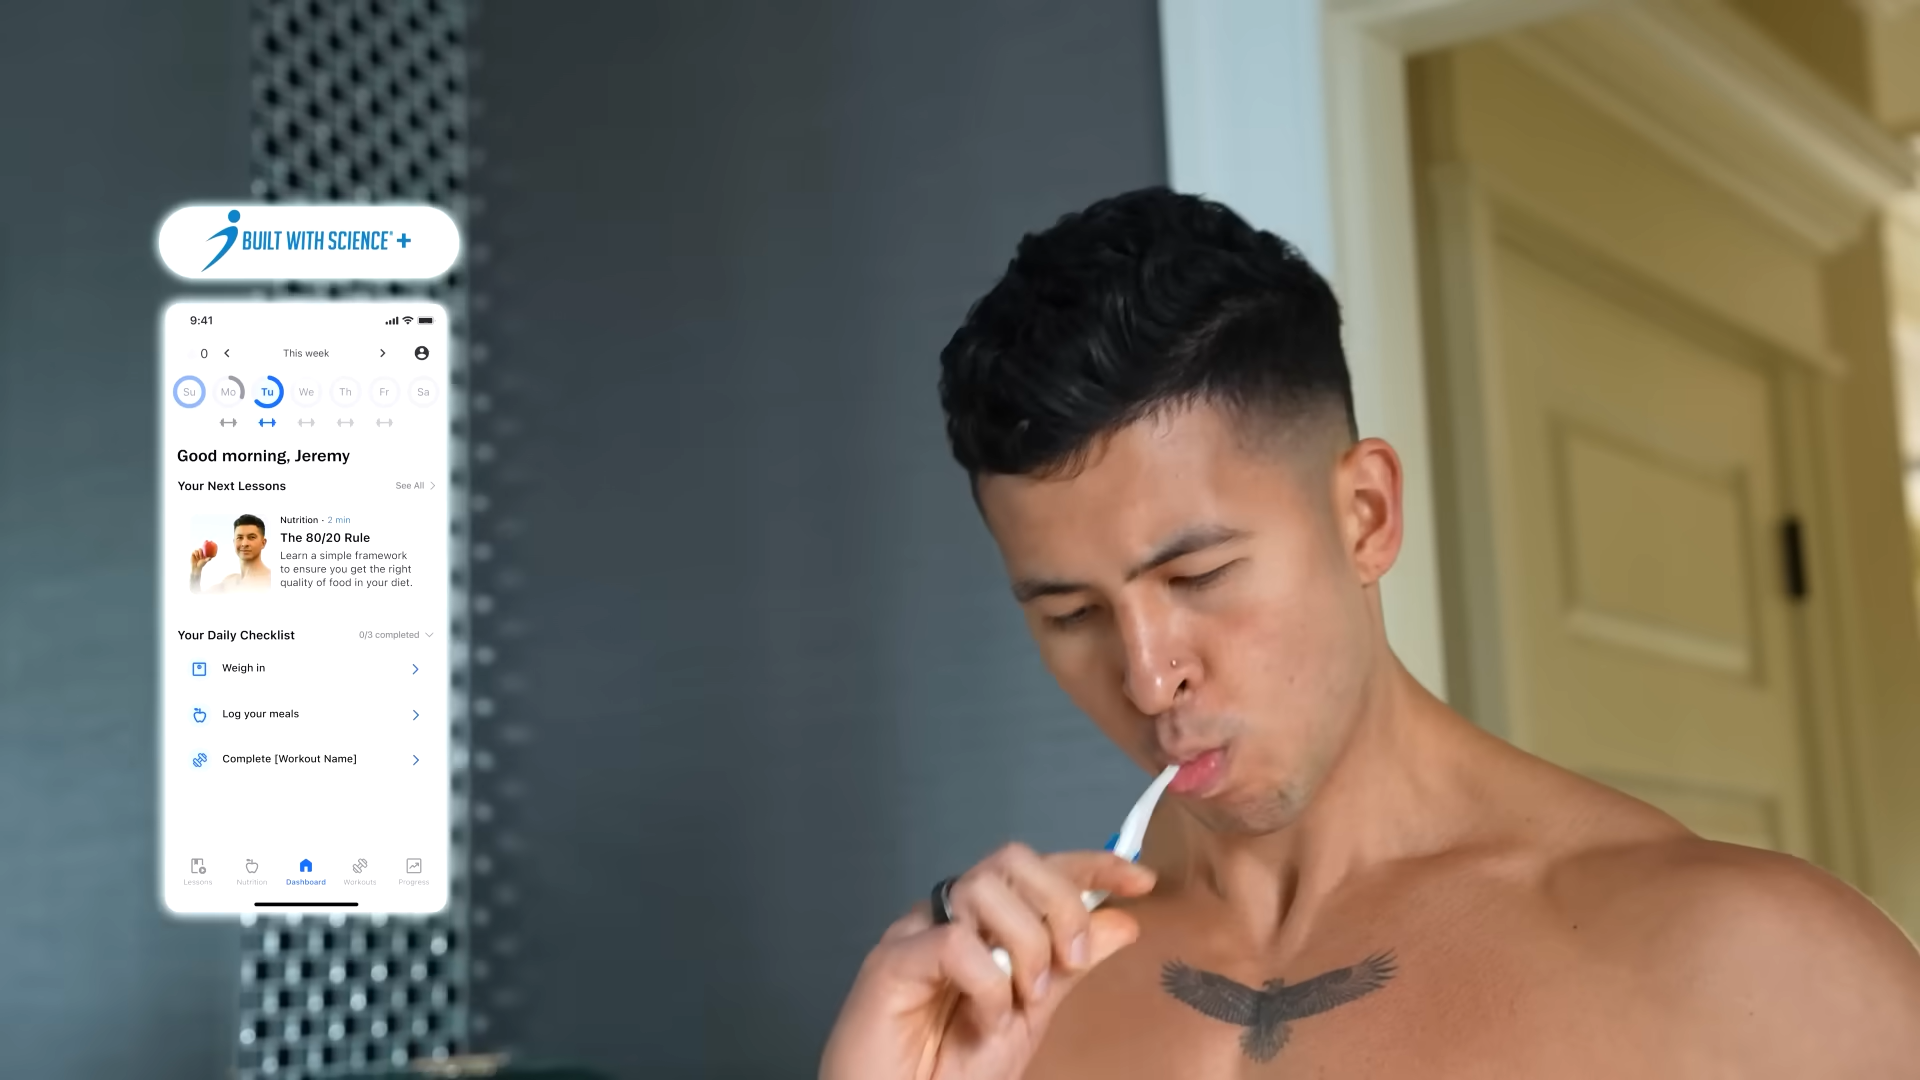 BUILT WITH SCIENCE® +
9:41
0 This week
Su Mo Tu We Th Fr Sa
Good morning, Jeremy
Your Next Lessons See All
Nutrition · 2 min
The 80/20 Rule
Learn a simple framework
to ensure you get the right
quality of food in your diet.
Your Daily Checklist 0/3 completed
Weigh in
Log your meals
Complete [Workout Name]
Lessons Nutrition Dashboard Workouts Progress